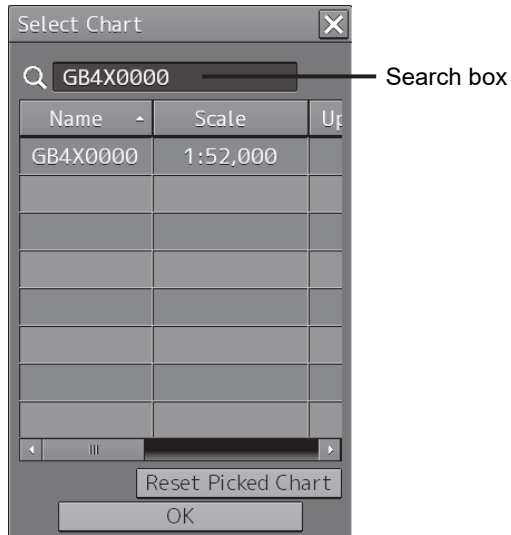 Select Chart
GB4X0000
Search box
Name Scale Up
GB4X0000 1:52,000
Reset Picked Chart
OK